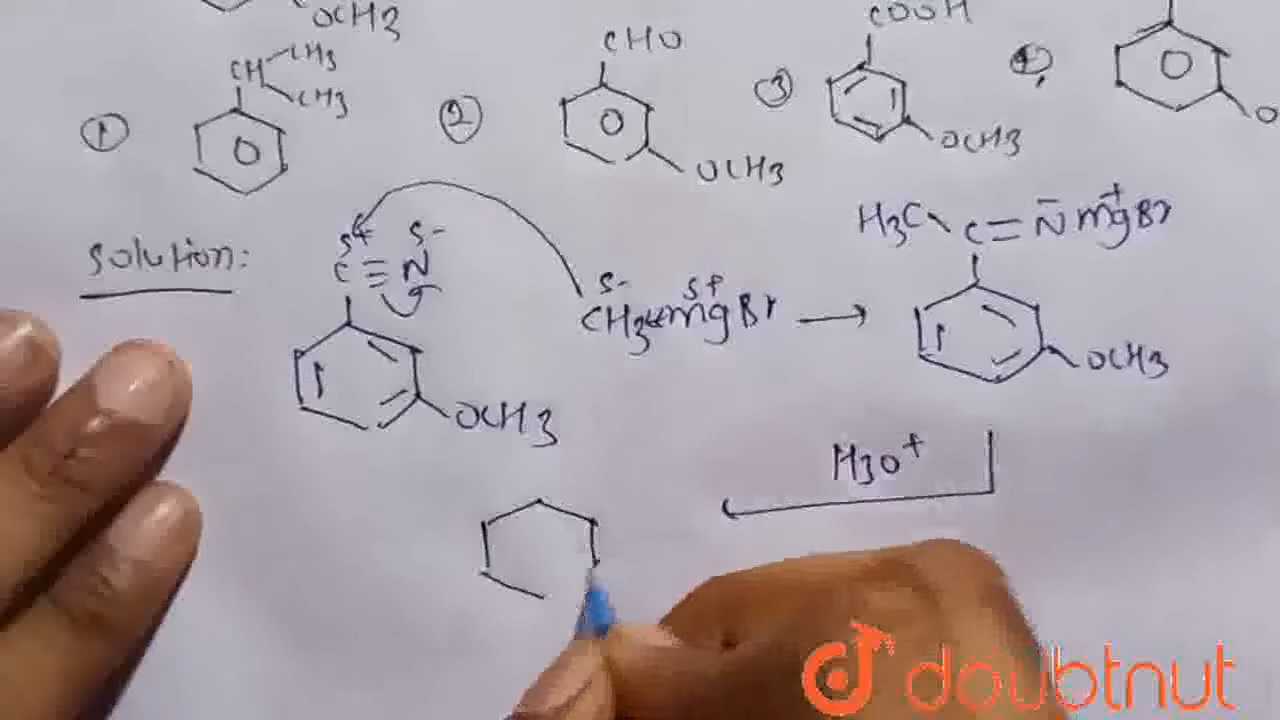 OCH3
① CH CH3 CH3
② CHO OCH3
③ COOH OCH3
④ O
Solution:
δ+ δ-
C≡N
OCH3
δ- δ+
CH3 MgBr →
H3C C=N̄ M⁺gBr
OCH3
H3O+
doubtnut